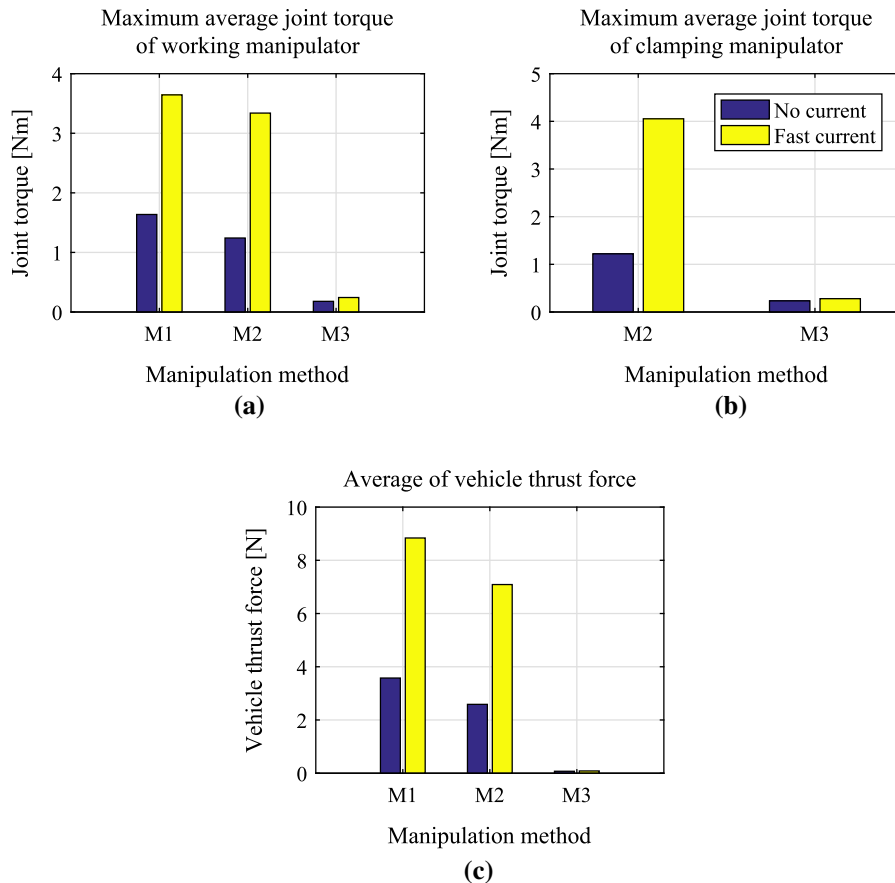 Maximum average joint torque
of working manipulator
4
3
2
1
0
Joint torque [Nm]
M1 M2 M3
Manipulation method
(a)
Maximum average joint torque
of clamping manipulator
5
4
3
2
1
0
Joint torque [Nm]
No current
Fast current
M2 M3
Manipulation method
(b)
Average of vehicle thrust force
10
8
6
4
2
0
Vehicle thrust force [N]
M1 M2 M3
Manipulation method
(c)